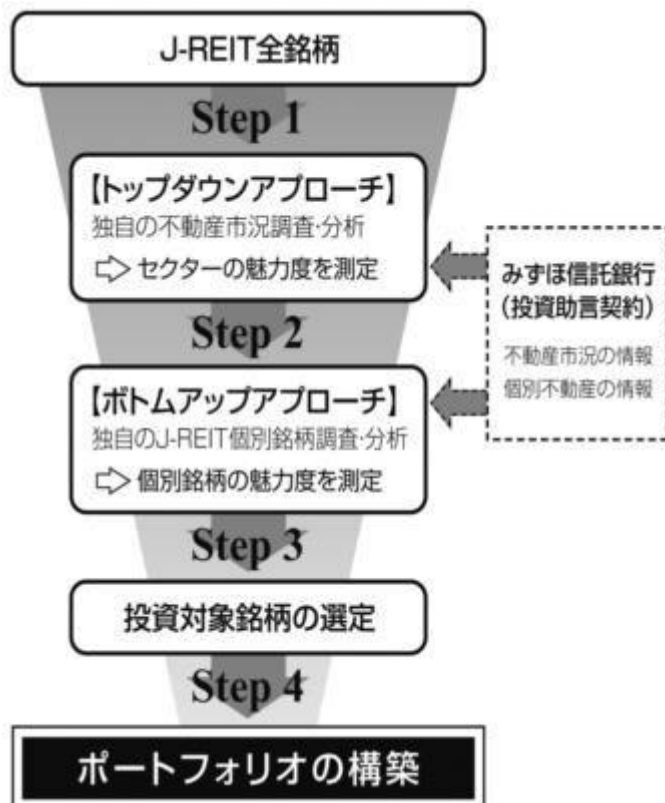 J-REIT全銘柄
Step 1
【トップダウンアプローチ】
独自の不動産市況調査・分析
⇨ セクターの魅力度を測定
みずほ信託銀行
(投資助言契約)
不動産市況の情報
個別不動産の情報
Step 2
【ボトムアップアプローチ】
独自のJ-REIT個別銘柄調査・分析
⇨ 個別銘柄の魅力度を測定
Step 3
投資対象銘柄の選定
Step 4
ポートフォリオの構築